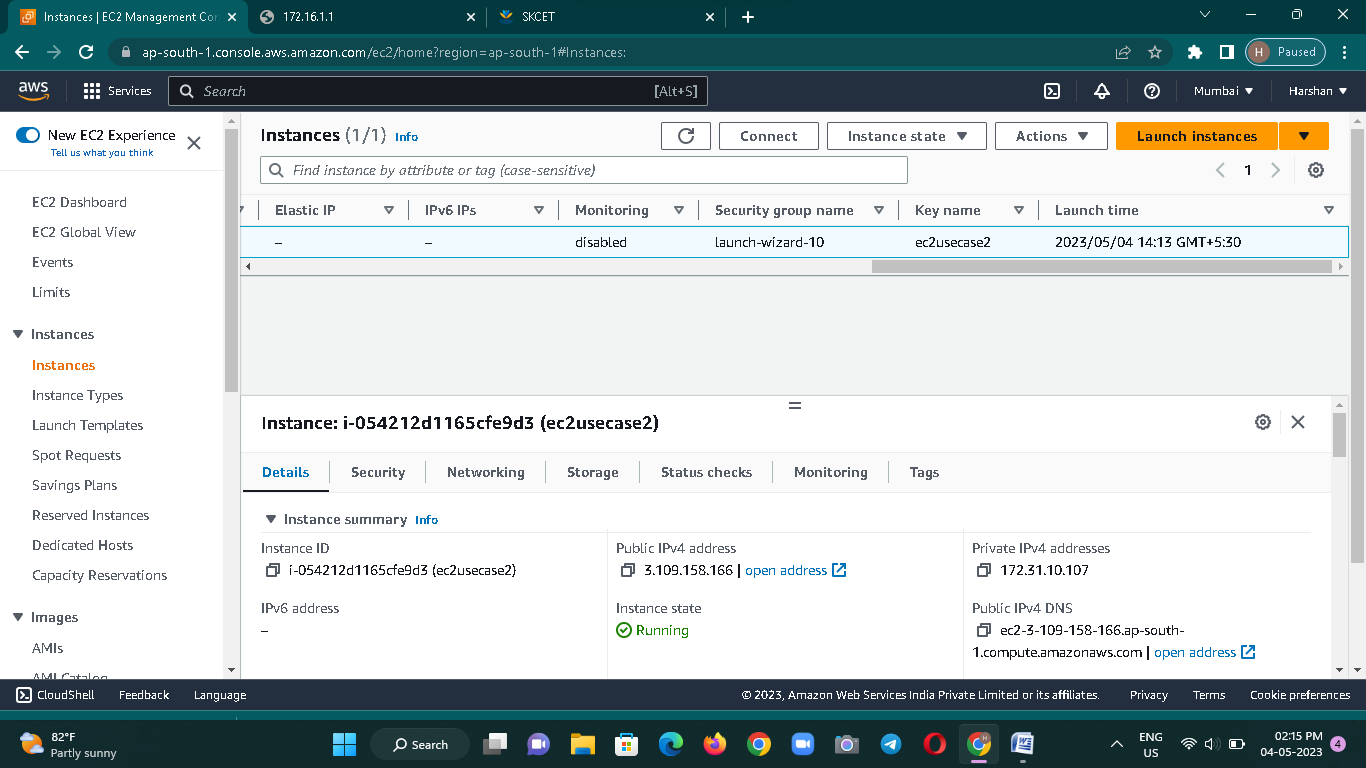 Instances | EC2 Management Con
172.16.1.1
SKCET
ap-south-1.console.aws.amazon.com/ec2/home?region=ap-south-1#Instances:
H Paused
aws
Services
Search [Alt+S]
Mumbai
Harshan
New EC2 Experience
Tell us what you think
EC2 Dashboard
EC2 Global View
Events
Limits
Instances
Instances
Instance Types
Launch Templates
Spot Requests
Savings Plans
Reserved Instances
Dedicated Hosts
Capacity Reservations
Images
AMIs
AMI Catalog
Instances (1/1) Info
Connect
Instance state
Actions
Launch instances
Find instance by attribute or tag (case-sensitive)
1
Elastic IP IPv6 IPs Monitoring Security group name Key name Launch time
– – disabled launch-wizard-10 ec2usecase2 2023/05/04 14:13 GMT+5:30
Instance: i-054212d1165cfe9d3 (ec2usecase2)
Details Security Networking Storage Status checks Monitoring Tags
Instance summary Info
Instance ID
i-054212d1165cfe9d3 (ec2usecase2)
Public IPv4 address
3.109.158.166 | open address
Private IPv4 addresses
172.31.10.107
IPv6 address
–
Instance state
Running
Public IPv4 DNS
ec2-3-109-158-166.ap-south-
1.compute.amazonaws.com | open address
CloudShell Feedback Language
© 2023, Amazon Web Services India Private Limited or its affiliates. Privacy Terms Cookie preferences
82°F
Partly sunny
Search
ENG
US
02:15 PM
04-05-2023
4